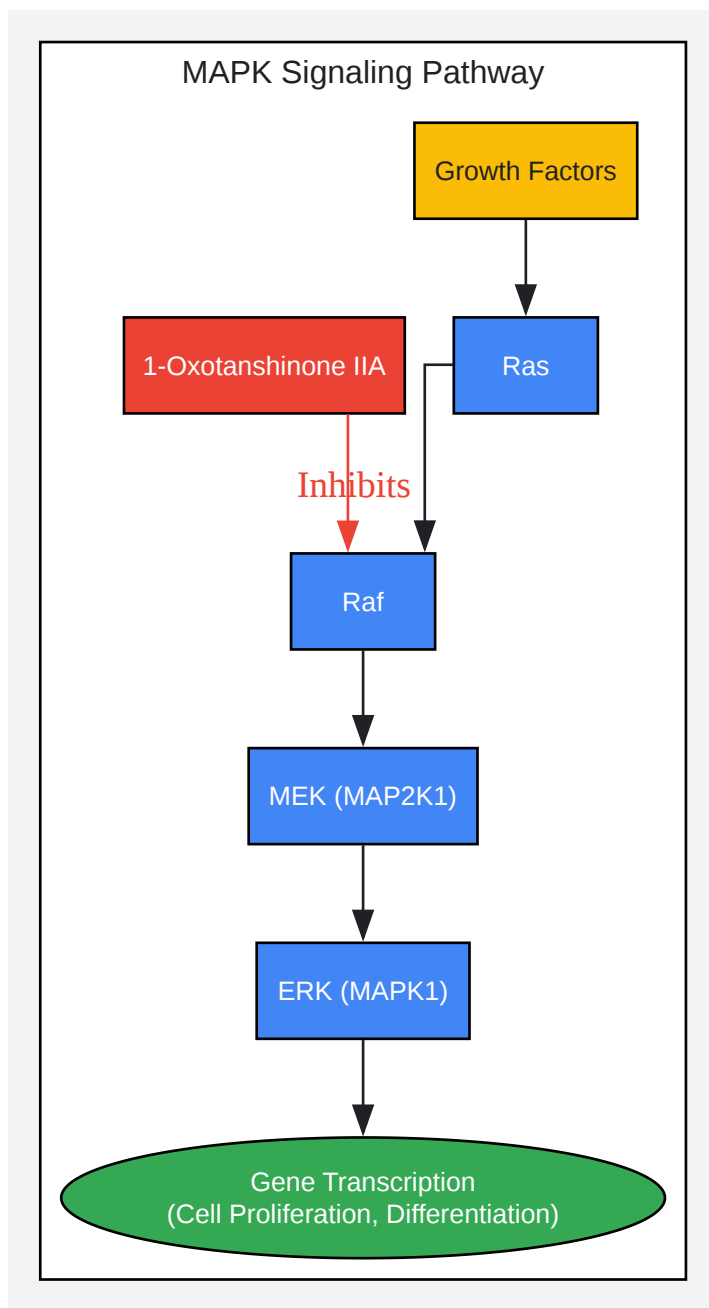 MAPK Signaling Pathway
Growth Factors
1-Oxotanshinone IIA
Ras
Inhibits
Raf
MEK (MAP2K1)
ERK (MAPK1)
Gene Transcription
(Cell Proliferation, Differentiation)